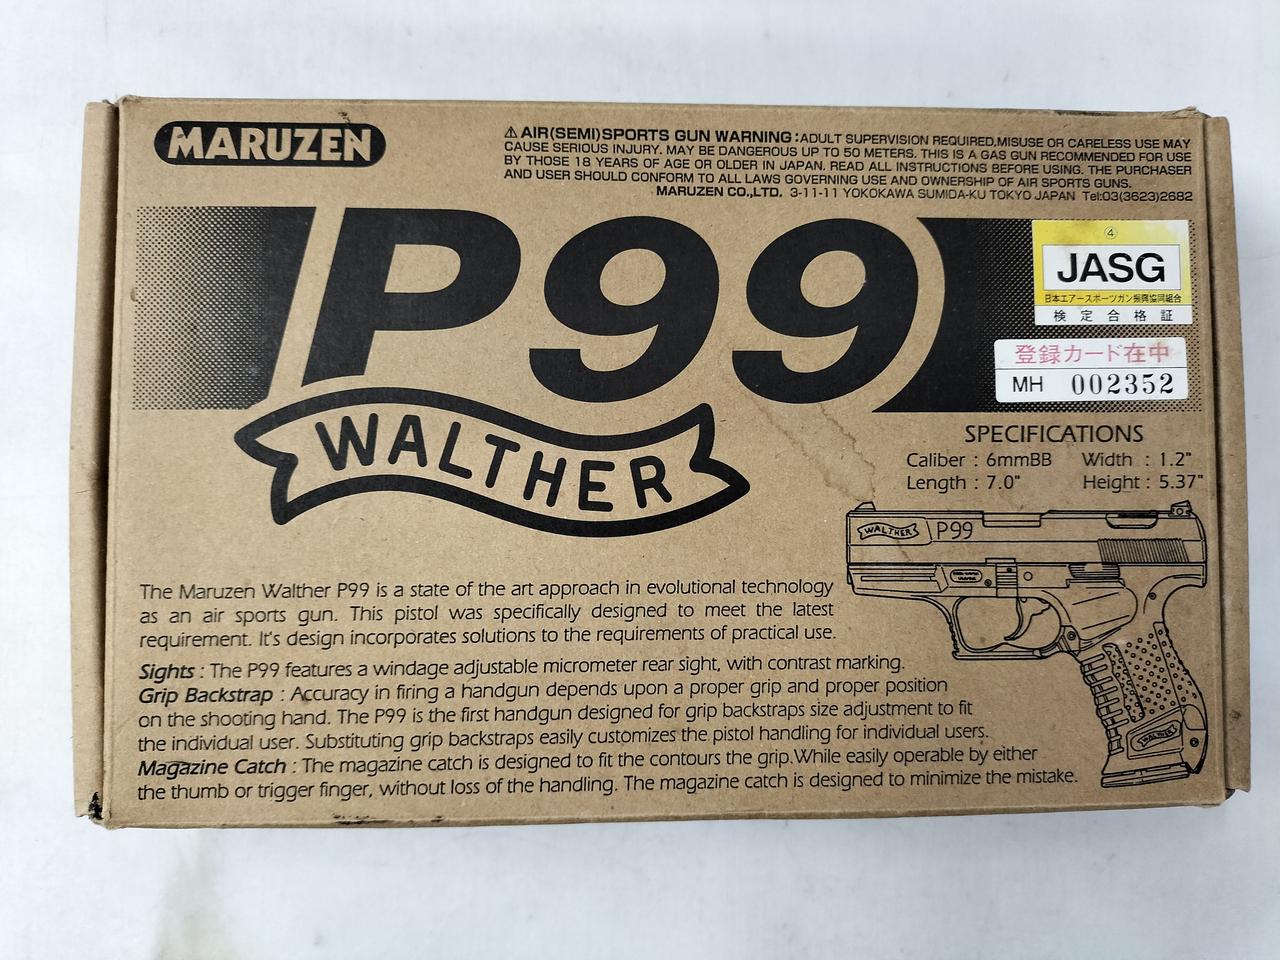 MARUZEN
⚠AIR(SEMI)SPORTS GUN WARNING:ADULT SUPERVISION REQUIRED,MISUSE OR CARELESS USE MAY
CAUSE SERIOUS INJURY. MAY BE DANGEROUS UP TO 50 METERS. THIS IS A GAS GUN RECOMMENDED FOR USE
BY THOSE 18 YEARS OF AGE OR OLDER IN JAPAN. READ ALL INSTRUCTIONS BEFORE USING. THE PURCHASER
AND USER SHOULD CONFORM TO ALL LAWS GOVERNING USE AND OWNERSHIP OF AIR SPORTS GUNS.
MARUZEN CO.,LTD. 3-11-11 YOKOKAWA SUMIDA-KU TOKYO JAPAN Tel:03(3623)2682
P99
④
JASG
日本エアースポーツガン振興協同組合
検定合格証
登録カード在中
MH 002352
WALTHER
SPECIFICATIONS
Caliber : 6mmBB Width : 1.2"
Length : 7.0" Height : 5.37"
WALTHER P99
The Maruzen Walther P99 is a state of the art approach in evolutional technology
as an air sports gun. This pistol was specifically designed to meet the latest
requirement. It's design incorporates solutions to the requirements of practical use.
Sights : The P99 features a windage adjustable micrometer rear sight, with contrast marking.
Grip Backstrap : Accuracy in firing a handgun depends upon a proper grip and proper position
on the shooting hand. The P99 is the first handgun designed for grip backstraps size adjustment to fit
the individual user. Substituting grip backstraps easily customizes the pistol handling for individual users.
Magazine Catch : The magazine catch is designed to fit the contours the grip.While easily operable by either
the thumb or trigger finger, without loss of the handling. The magazine catch is designed to minimize the mistake.
WALTHER